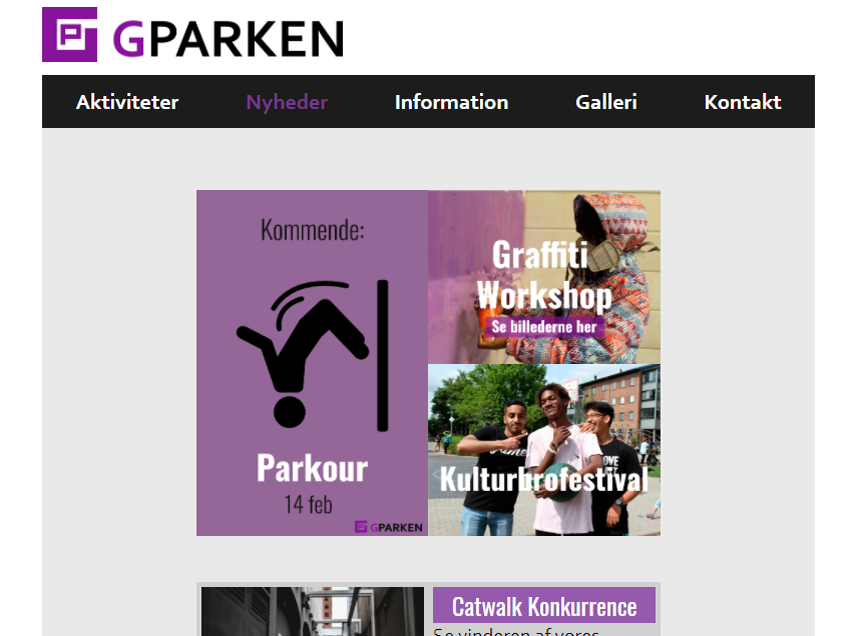 GPARKEN
Aktiviteter Nyheder Information Galleri Kontakt
Kommende:
Parkour
14 feb
GPARKEN
Graffiti
Workshop
Se billederne her
Kulturbrofestival
Catwalk Konkurrence
Se vinderen af vores